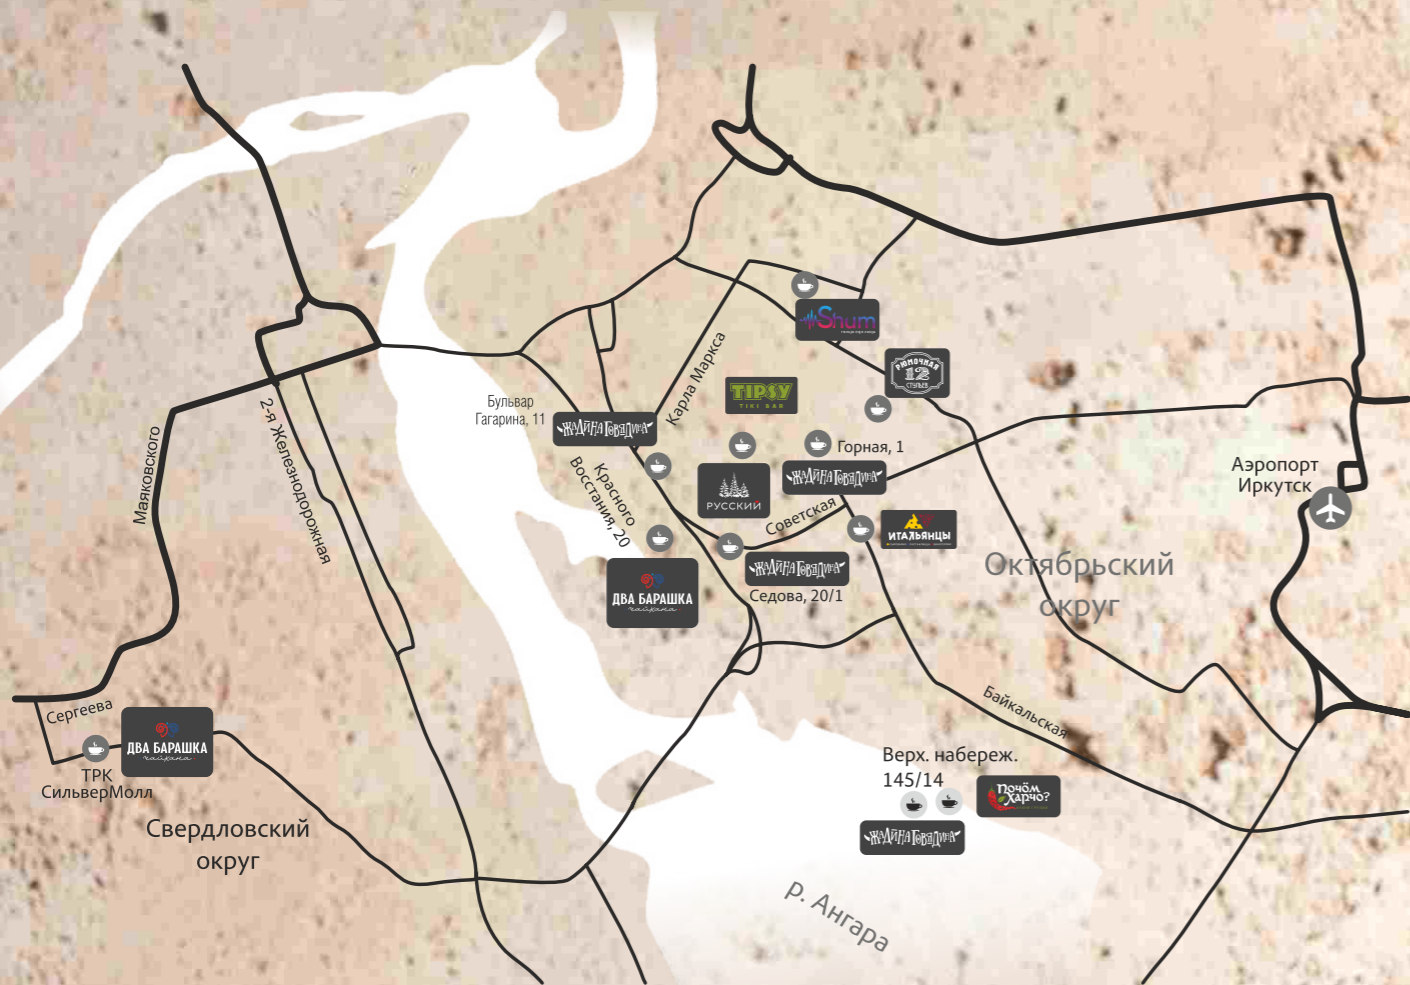 Shum
РЮМОЧНАЯ
12
СТУЛЬЕВ
Карла Маркса
TIPSY
TIKI BAR
Бульвар
Гагарина, 11
ЖАДИНА ГОВЯДИНА
2-я Железнодорожная
Маяковского
Горная, 1
ЖАДИНА ГОВЯДИНА
Красного
Восстания, 20
РУССКИЙ
Советская
ИТАЛЬЯНЦЫ
Аэропорт
Иркутск
ЖАДИНА ГОВЯДИНА
Седова, 20/1
ДВА БАРАШКА
чайхана
Октябрьский
округ
Сергеева
ДВА БАРАШКА
чайхана
ТРК
СильверМолл
Байкальская
Верх. набереж.
145/14
Почём
Харчо?
ЖАДИНА ГОВЯДИНА
Свердловский
округ
р. Ангара